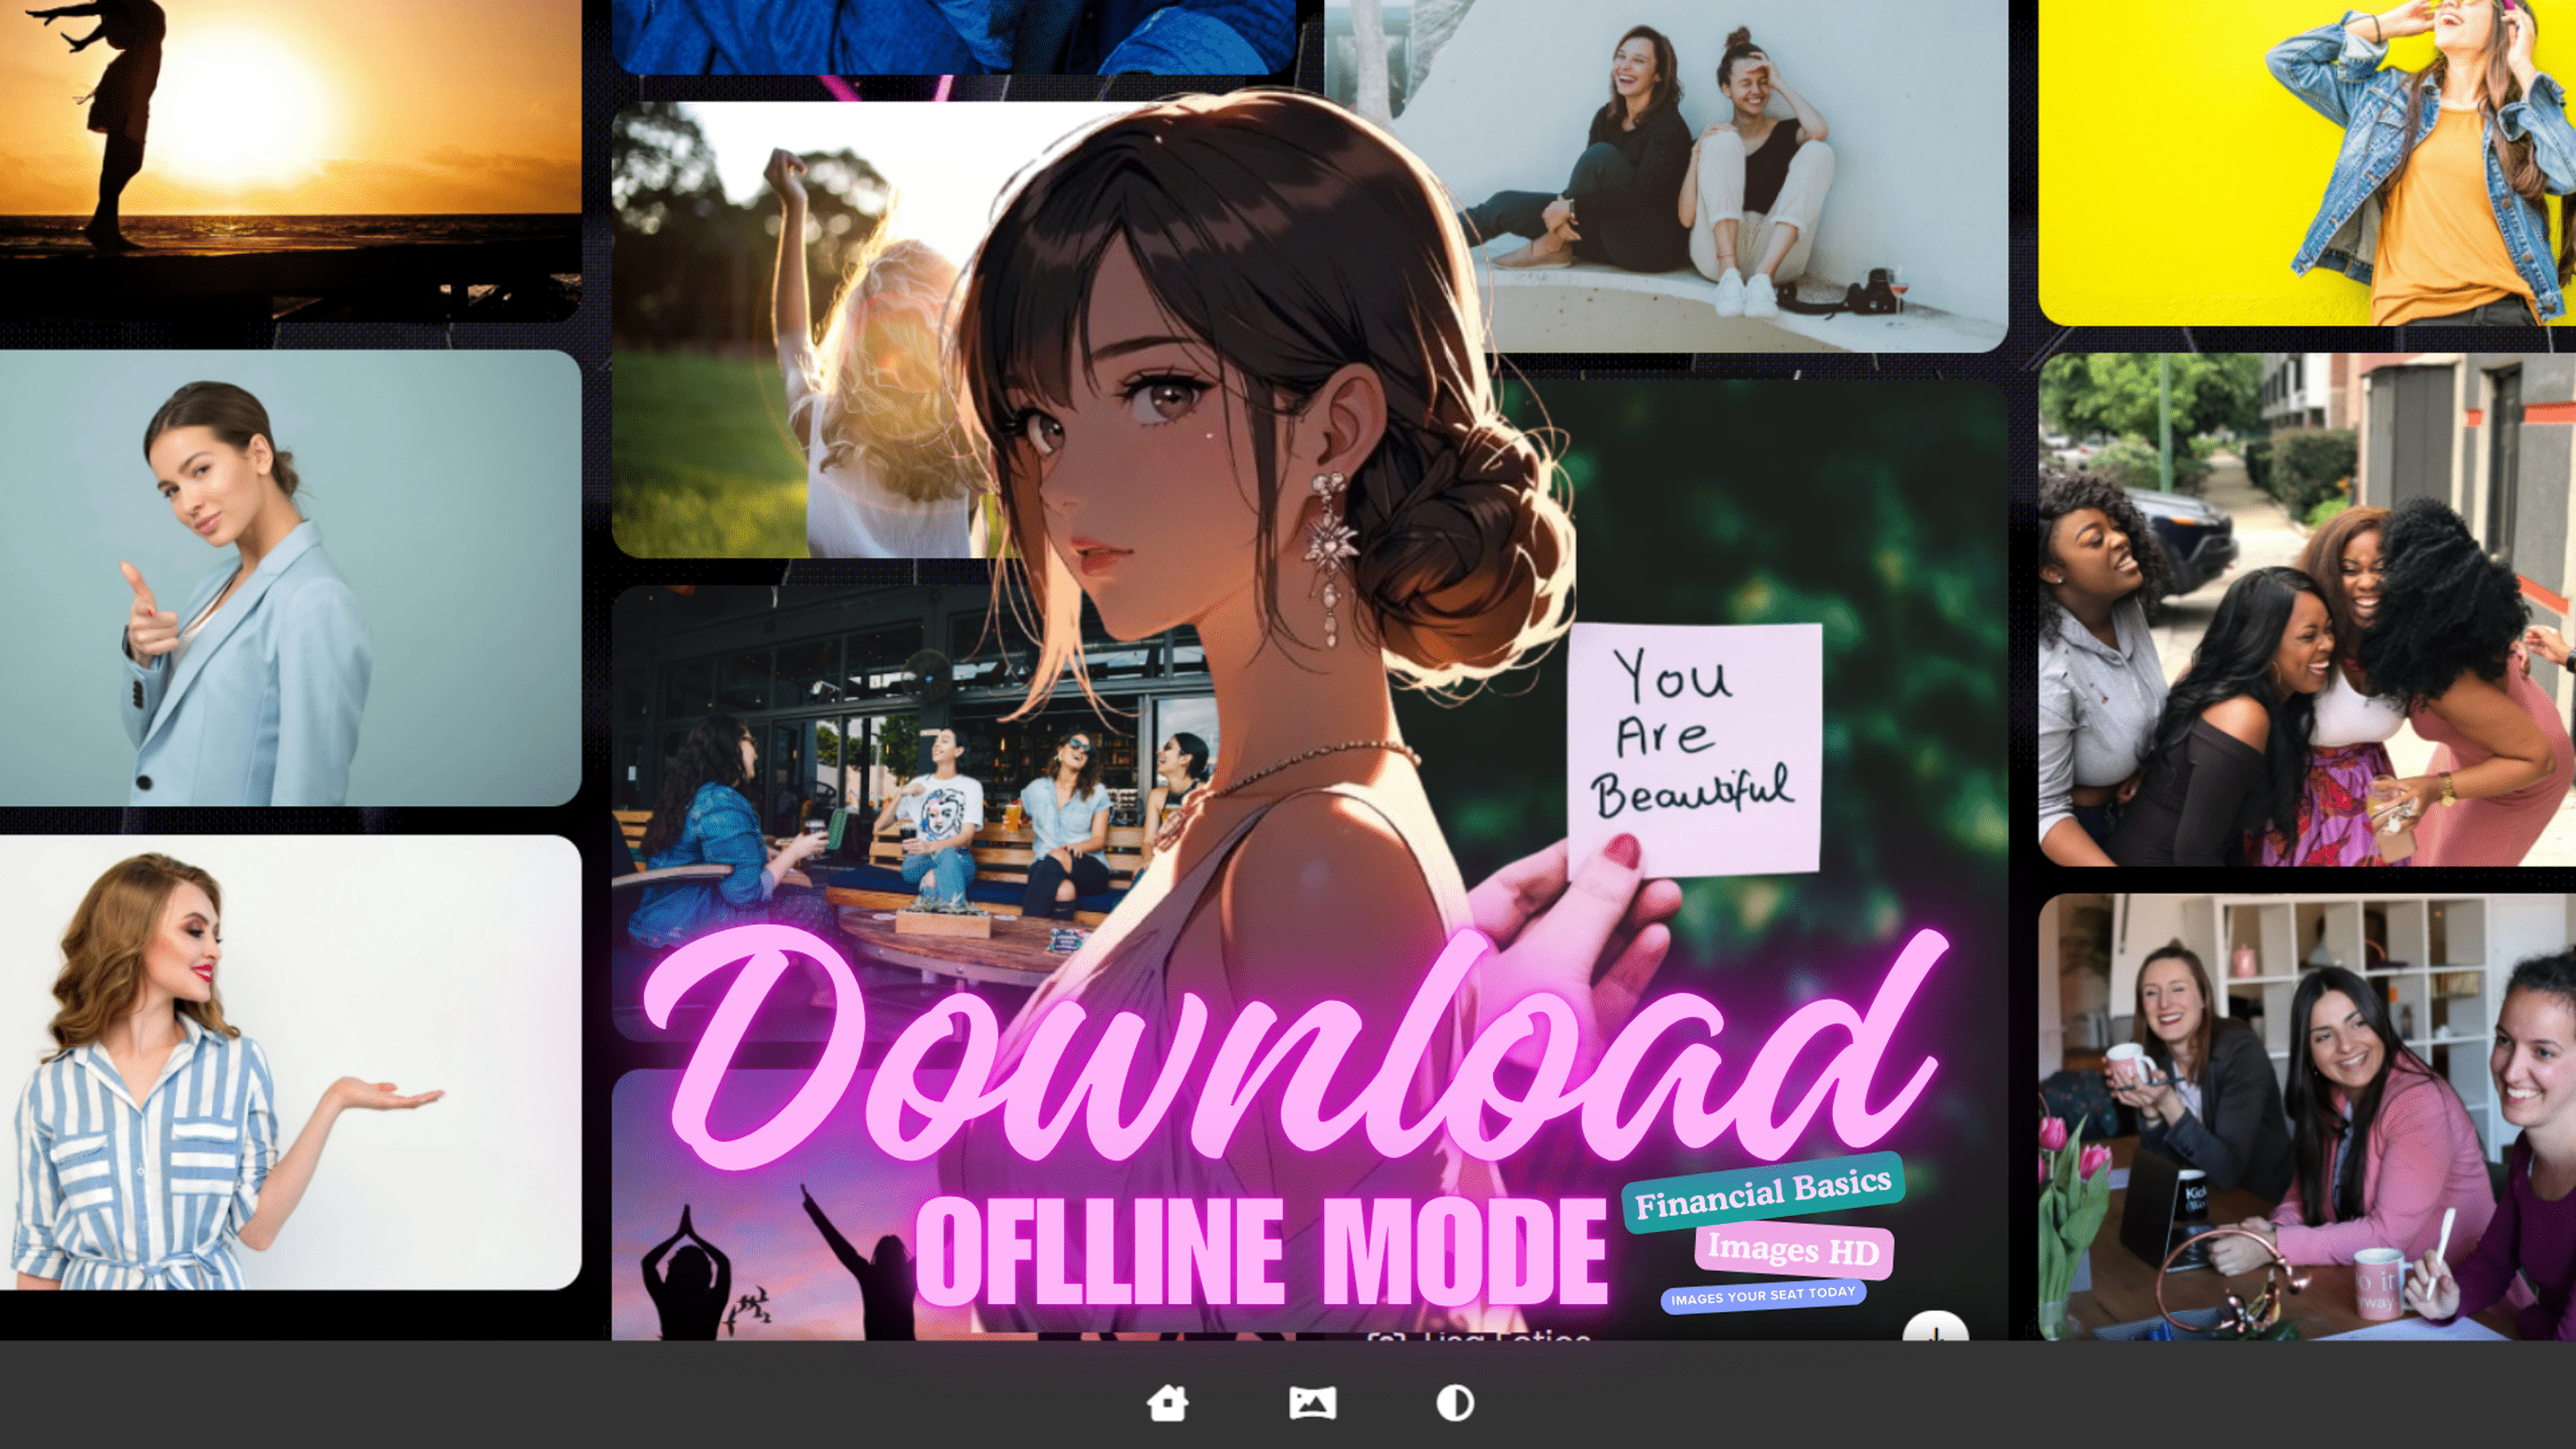 You
Are
Beautiful
Download
OFLLINE MODE
Financial Basics
Images HD
IMAGES YOUR SEAT TODAY